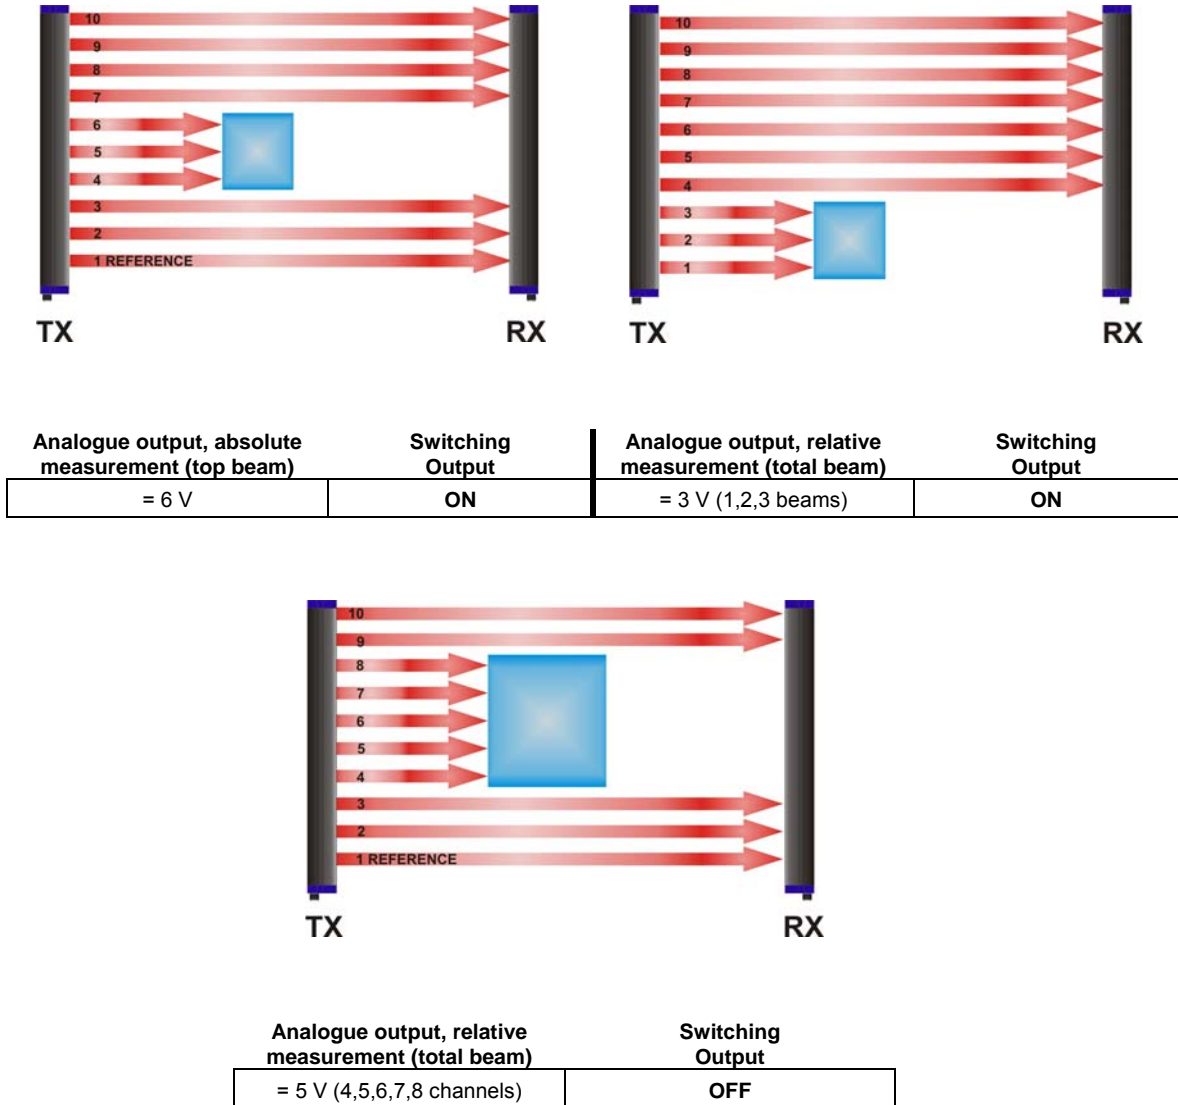 10
9
8
7
6
5
4
3
2
1 REFERENCE
TX
RX
10
9
8
7
6
5
4
3
2
1
TX
RX
Analogue output, absolute
measurement (top beam)
Switching
Output
Analogue output, relative
measurement (total beam)
Switching
Output
= 6 V
ON
= 3 V (1,2,3 beams)
ON
10
9
8
7
6
5
4
3
2
1 REFERENCE
TX
RX
Analogue output, relative
measurement (total beam)
Switching
Output
= 5 V (4,5,6,7,8 channels)
OFF